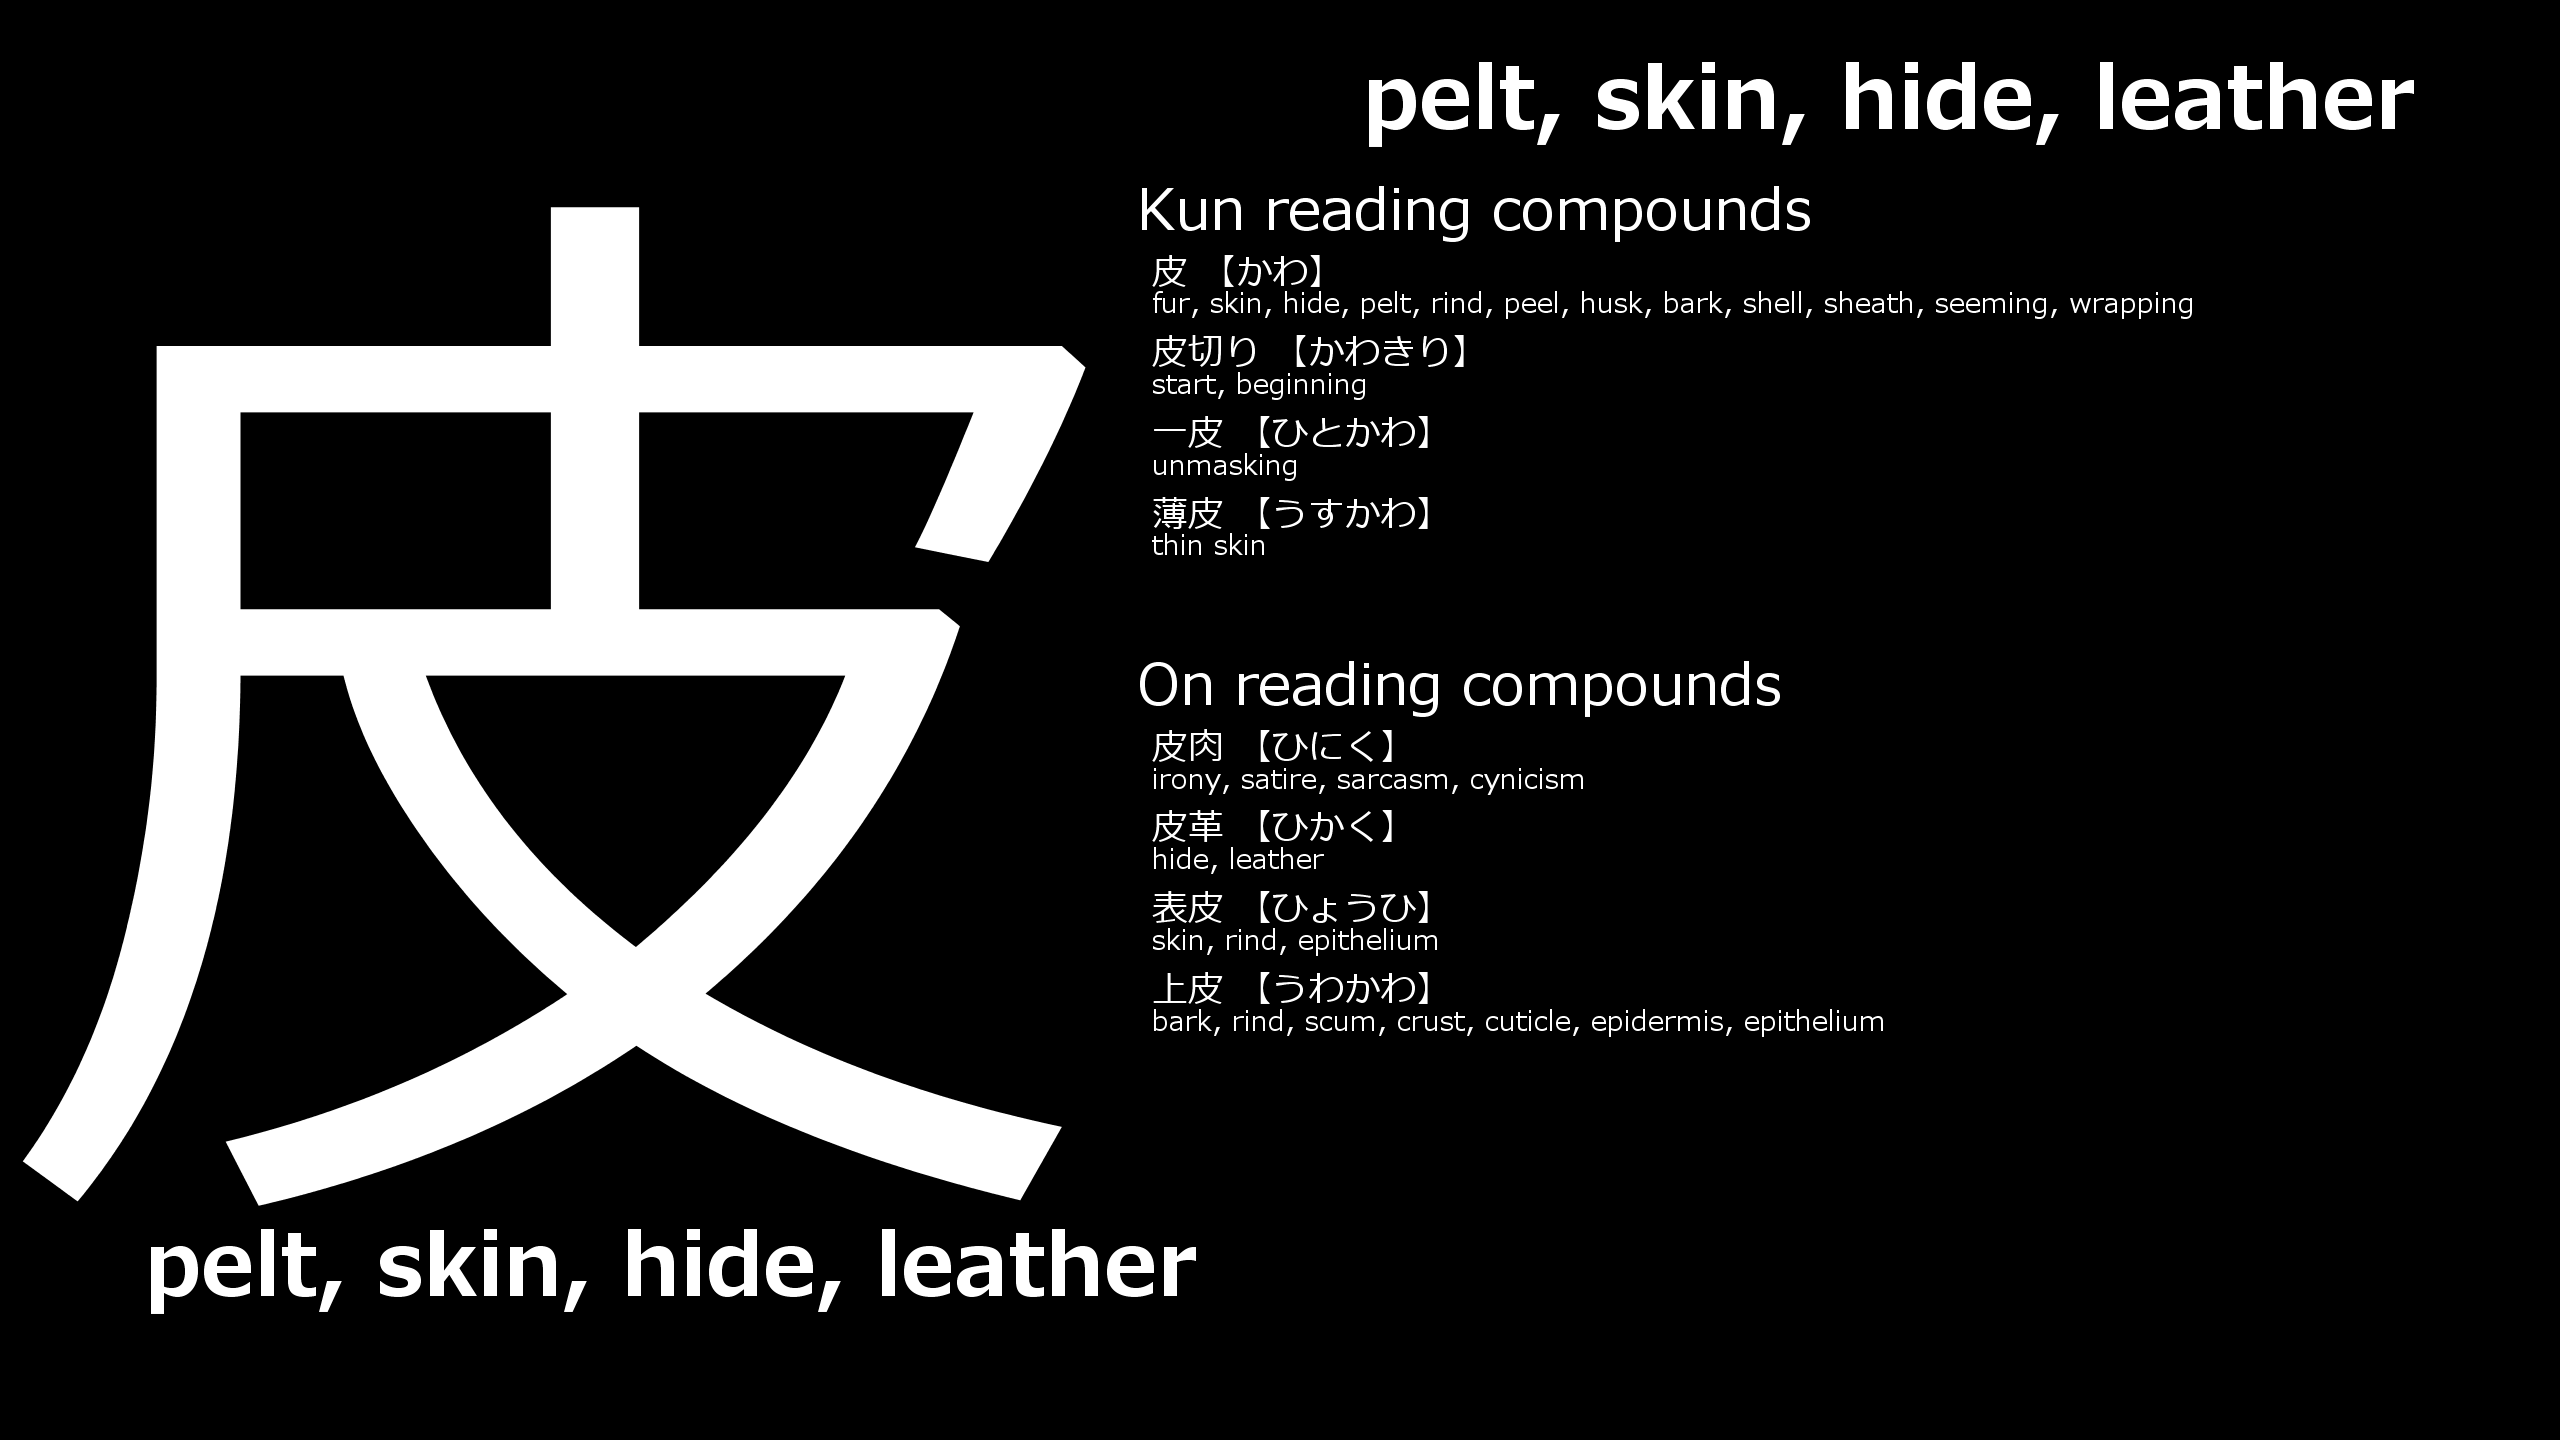 皮
pelt, skin, hide, leather
pelt, skin, hide, leather
Kun reading compounds
皮 【かわ】
fur, skin, hide, pelt, rind, peel, husk, bark, shell, sheath, seeming, wrapping
皮切り 【かわきり】
start, beginning
一皮 【ひとかわ】
unmasking
薄皮 【うすかわ】
thin skin
On reading compounds
皮肉 【ひにく】
irony, satire, sarcasm, cynicism
皮革 【ひかく】
hide, leather
表皮 【ひょうひ】
skin, rind, epithelium
上皮 【うわかわ】
bark, rind, scum, crust, cuticle, epidermis, epithelium